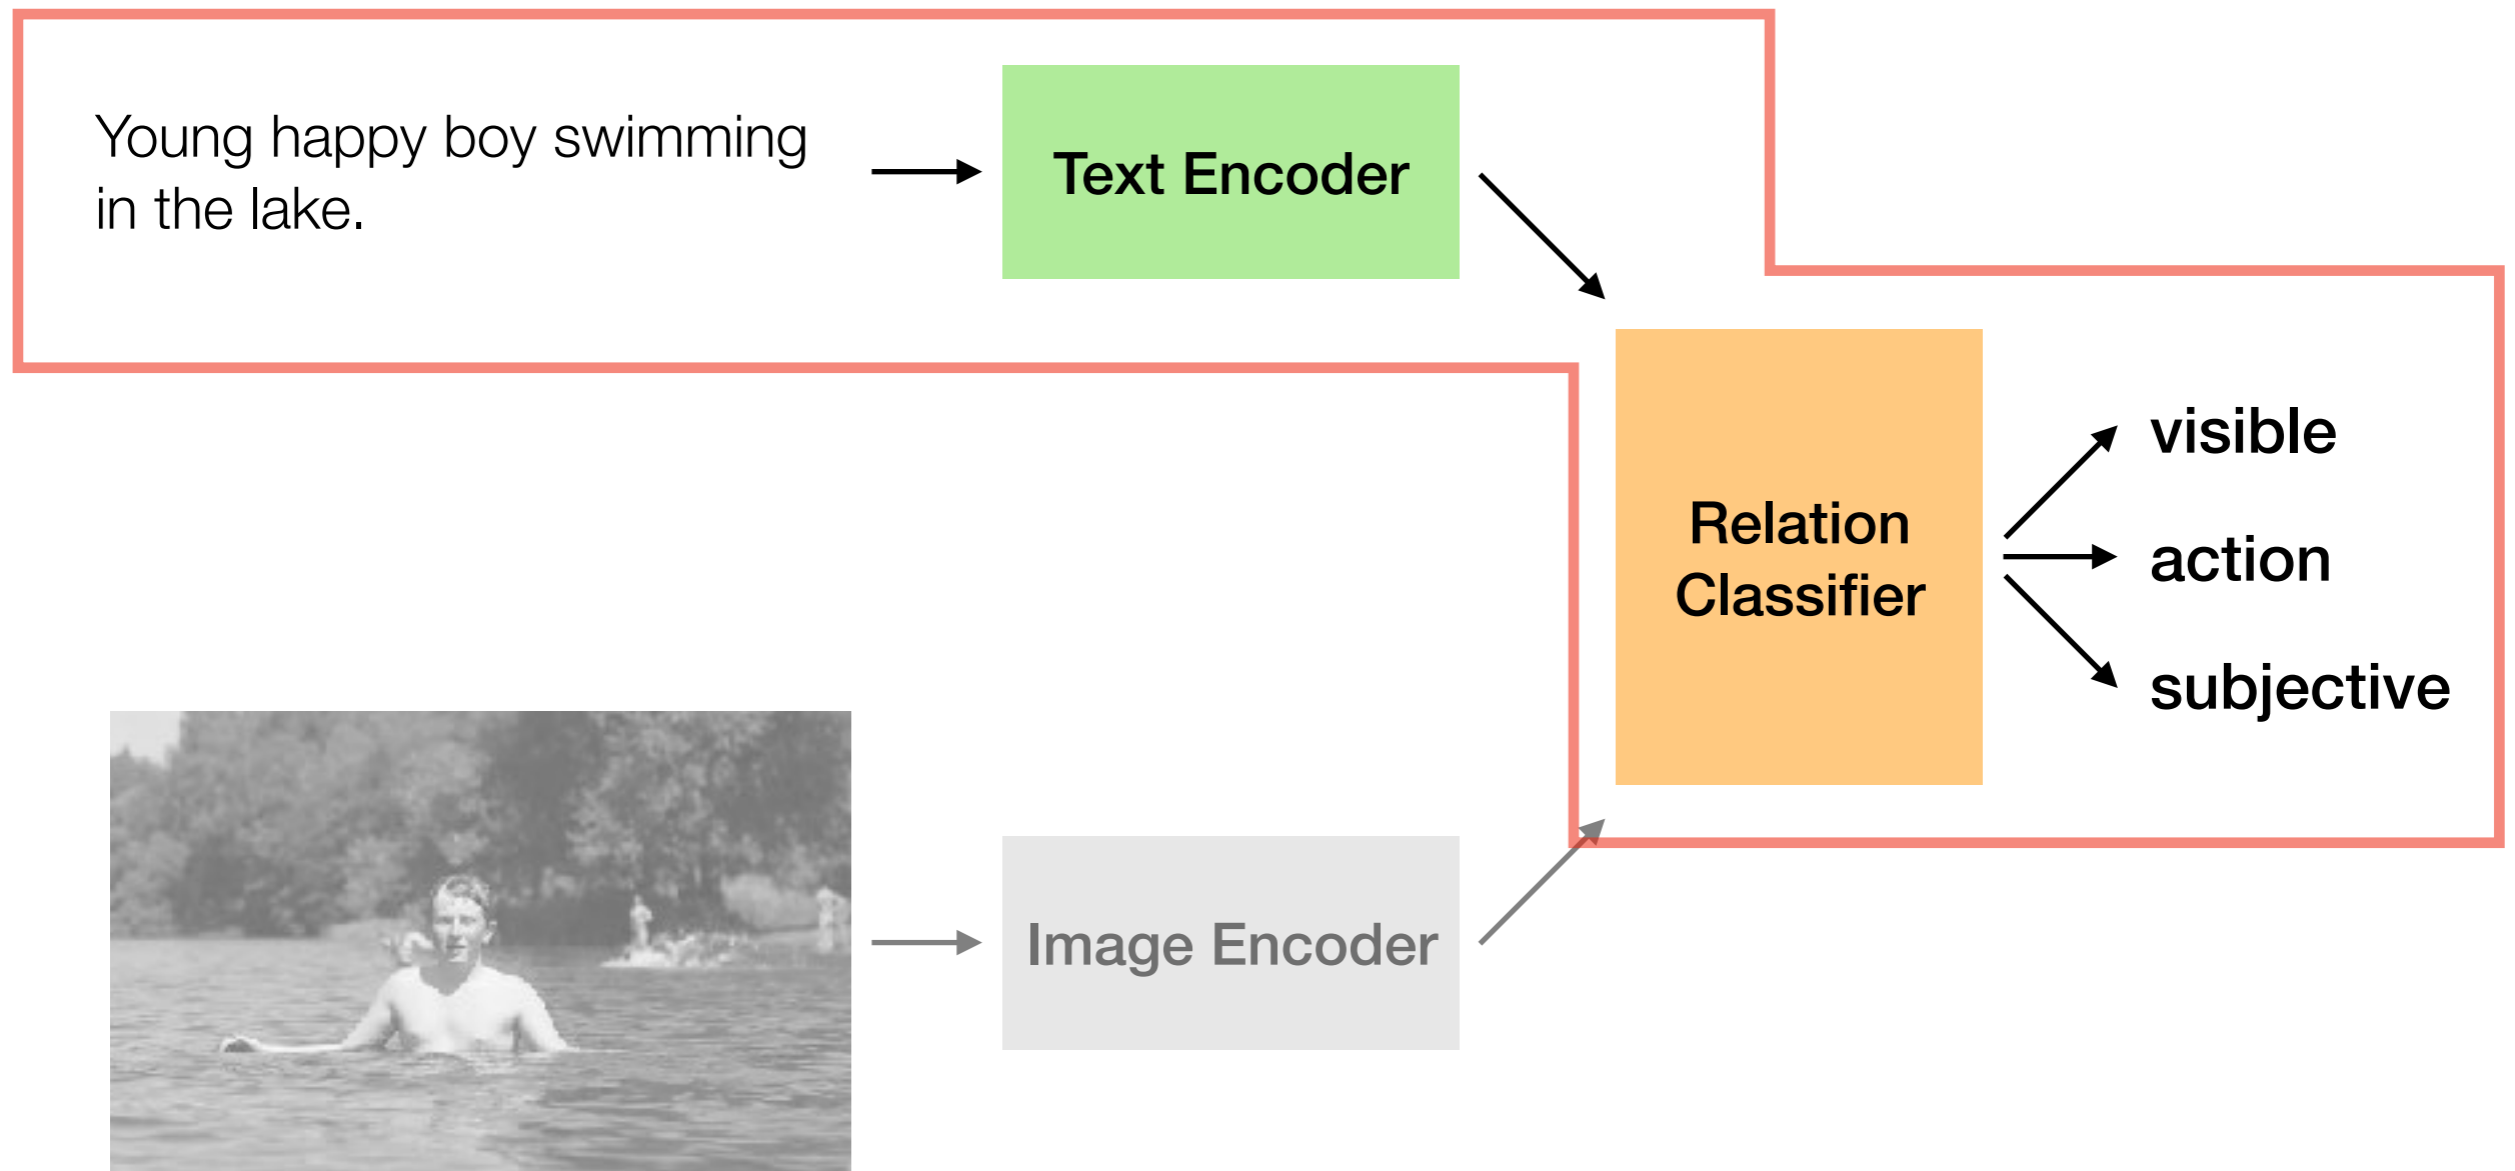 Young happy boy swimming
in the lake.
Text Encoder
Relation
Classifier
visible
action
subjective
Image Encoder